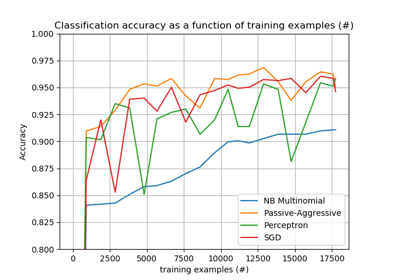 Classification accuracy as a function of training examples (#)
1.000
0.975
0.950
0.925
0.900
0.875
0.850
0.825
0.800
Accuracy
NB Multinomial
Passive-Aggressive
Perceptron
SGD
0 2500 5000 7500 10000 12500 15000 17500
training examples (#)